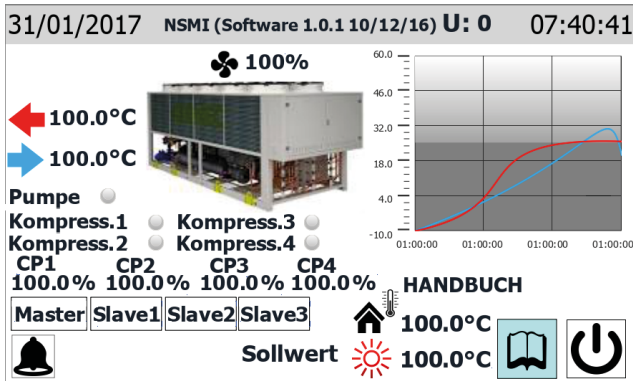 31/01/2017 NSMI (Software 1.0.1 10/12/16) U: 0 07:40:41
100%
100.0°C
100.0°C
60.0
46.0
32.0
18.0
4.0
-10.0
01:00:00 01:00:00 01:00:00 01:00:00
Pumpe
Kompress.1 Kompress.3
Kompress.2 Kompress.4
CP1 CP2 CP3 CP4
100.0% 100.0% 100.0% 100.0%
Master Slave1 Slave2 Slave3
HANDBUCH
100.0°C
Sollwert 100.0°C